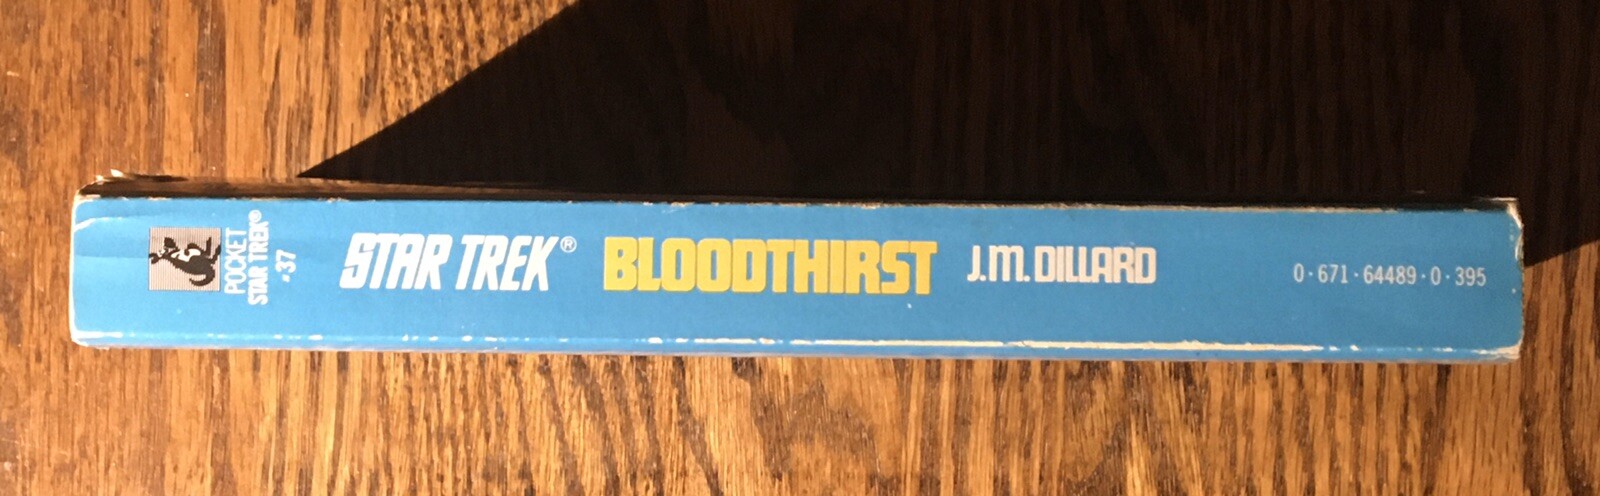 POCKET
STAR TREK®
#37
STAR TREK® BLOODTHIRST J.M. DILLARD 0·671·64489·0·395